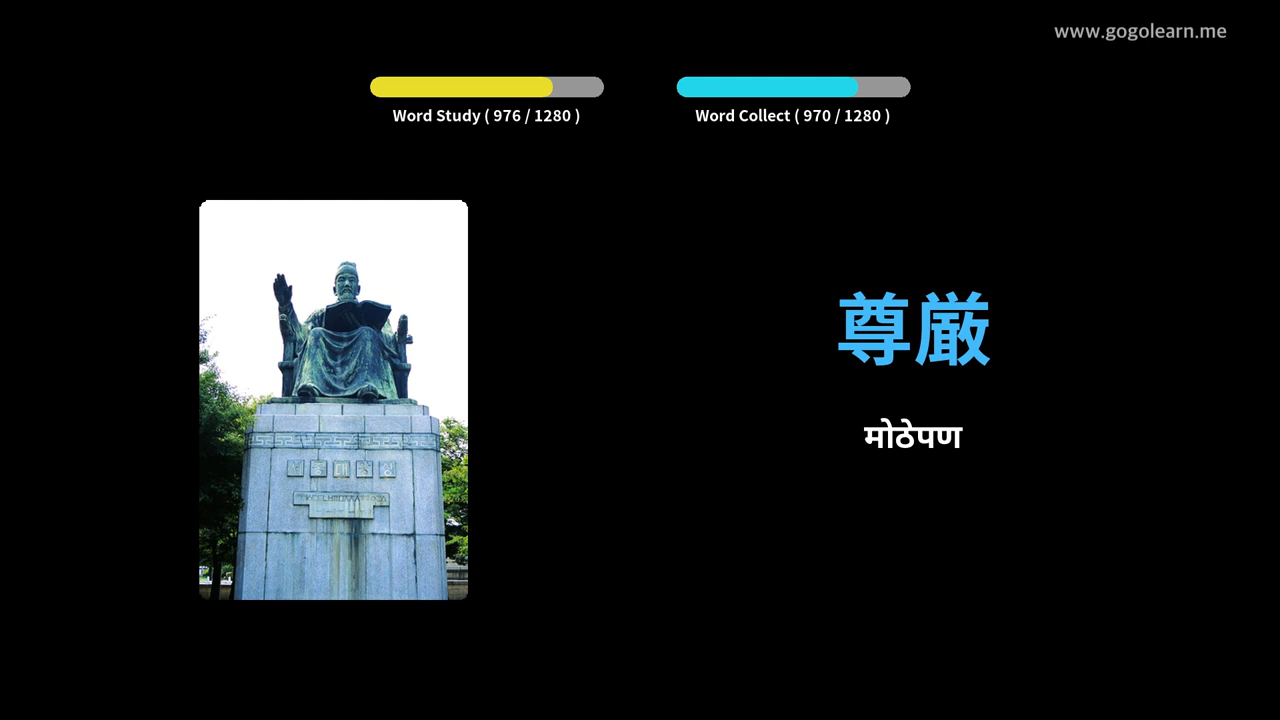 www.gogolearn.me
Word Study ( 976 / 1280 )
Word Collect ( 970 / 1280 )
尊厳
मोठेपण